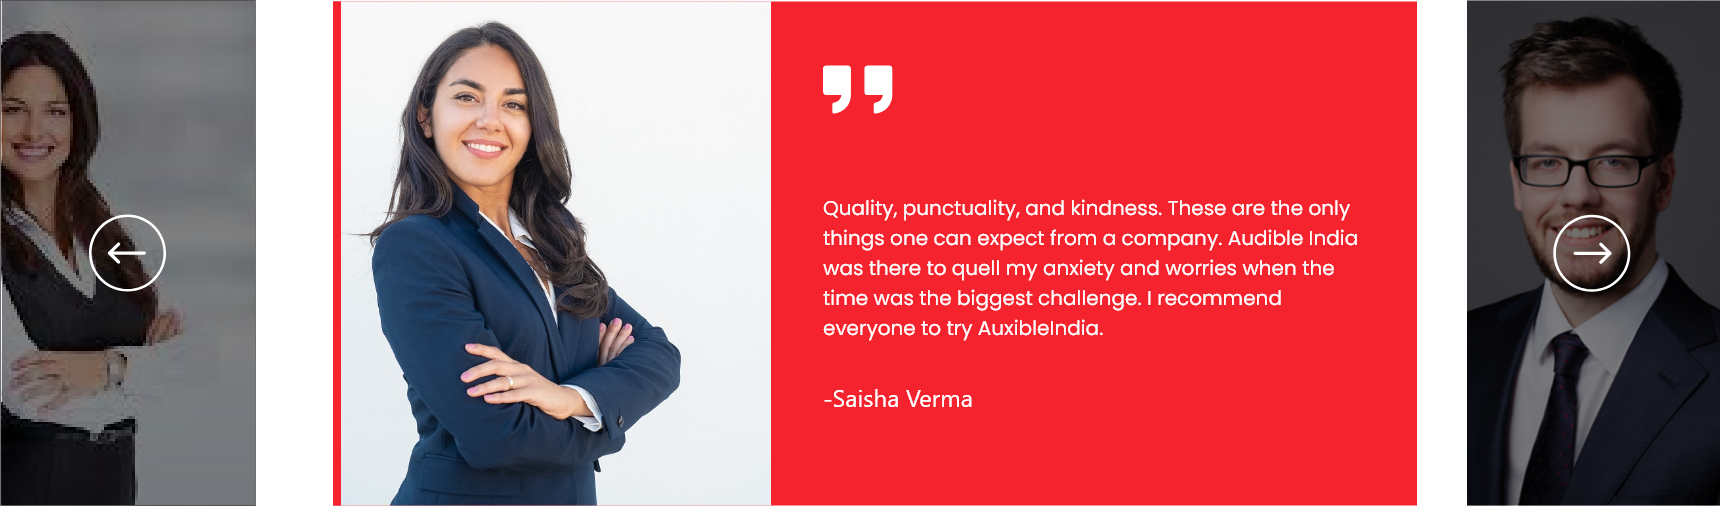 Quality, punctuality, and kindness. These are the only
things one can expect from a company. Audible India
was there to quell my anxiety and worries when the
time was the biggest challenge. I recommend
everyone to try AuxibleIndia.
-Saisha Verma